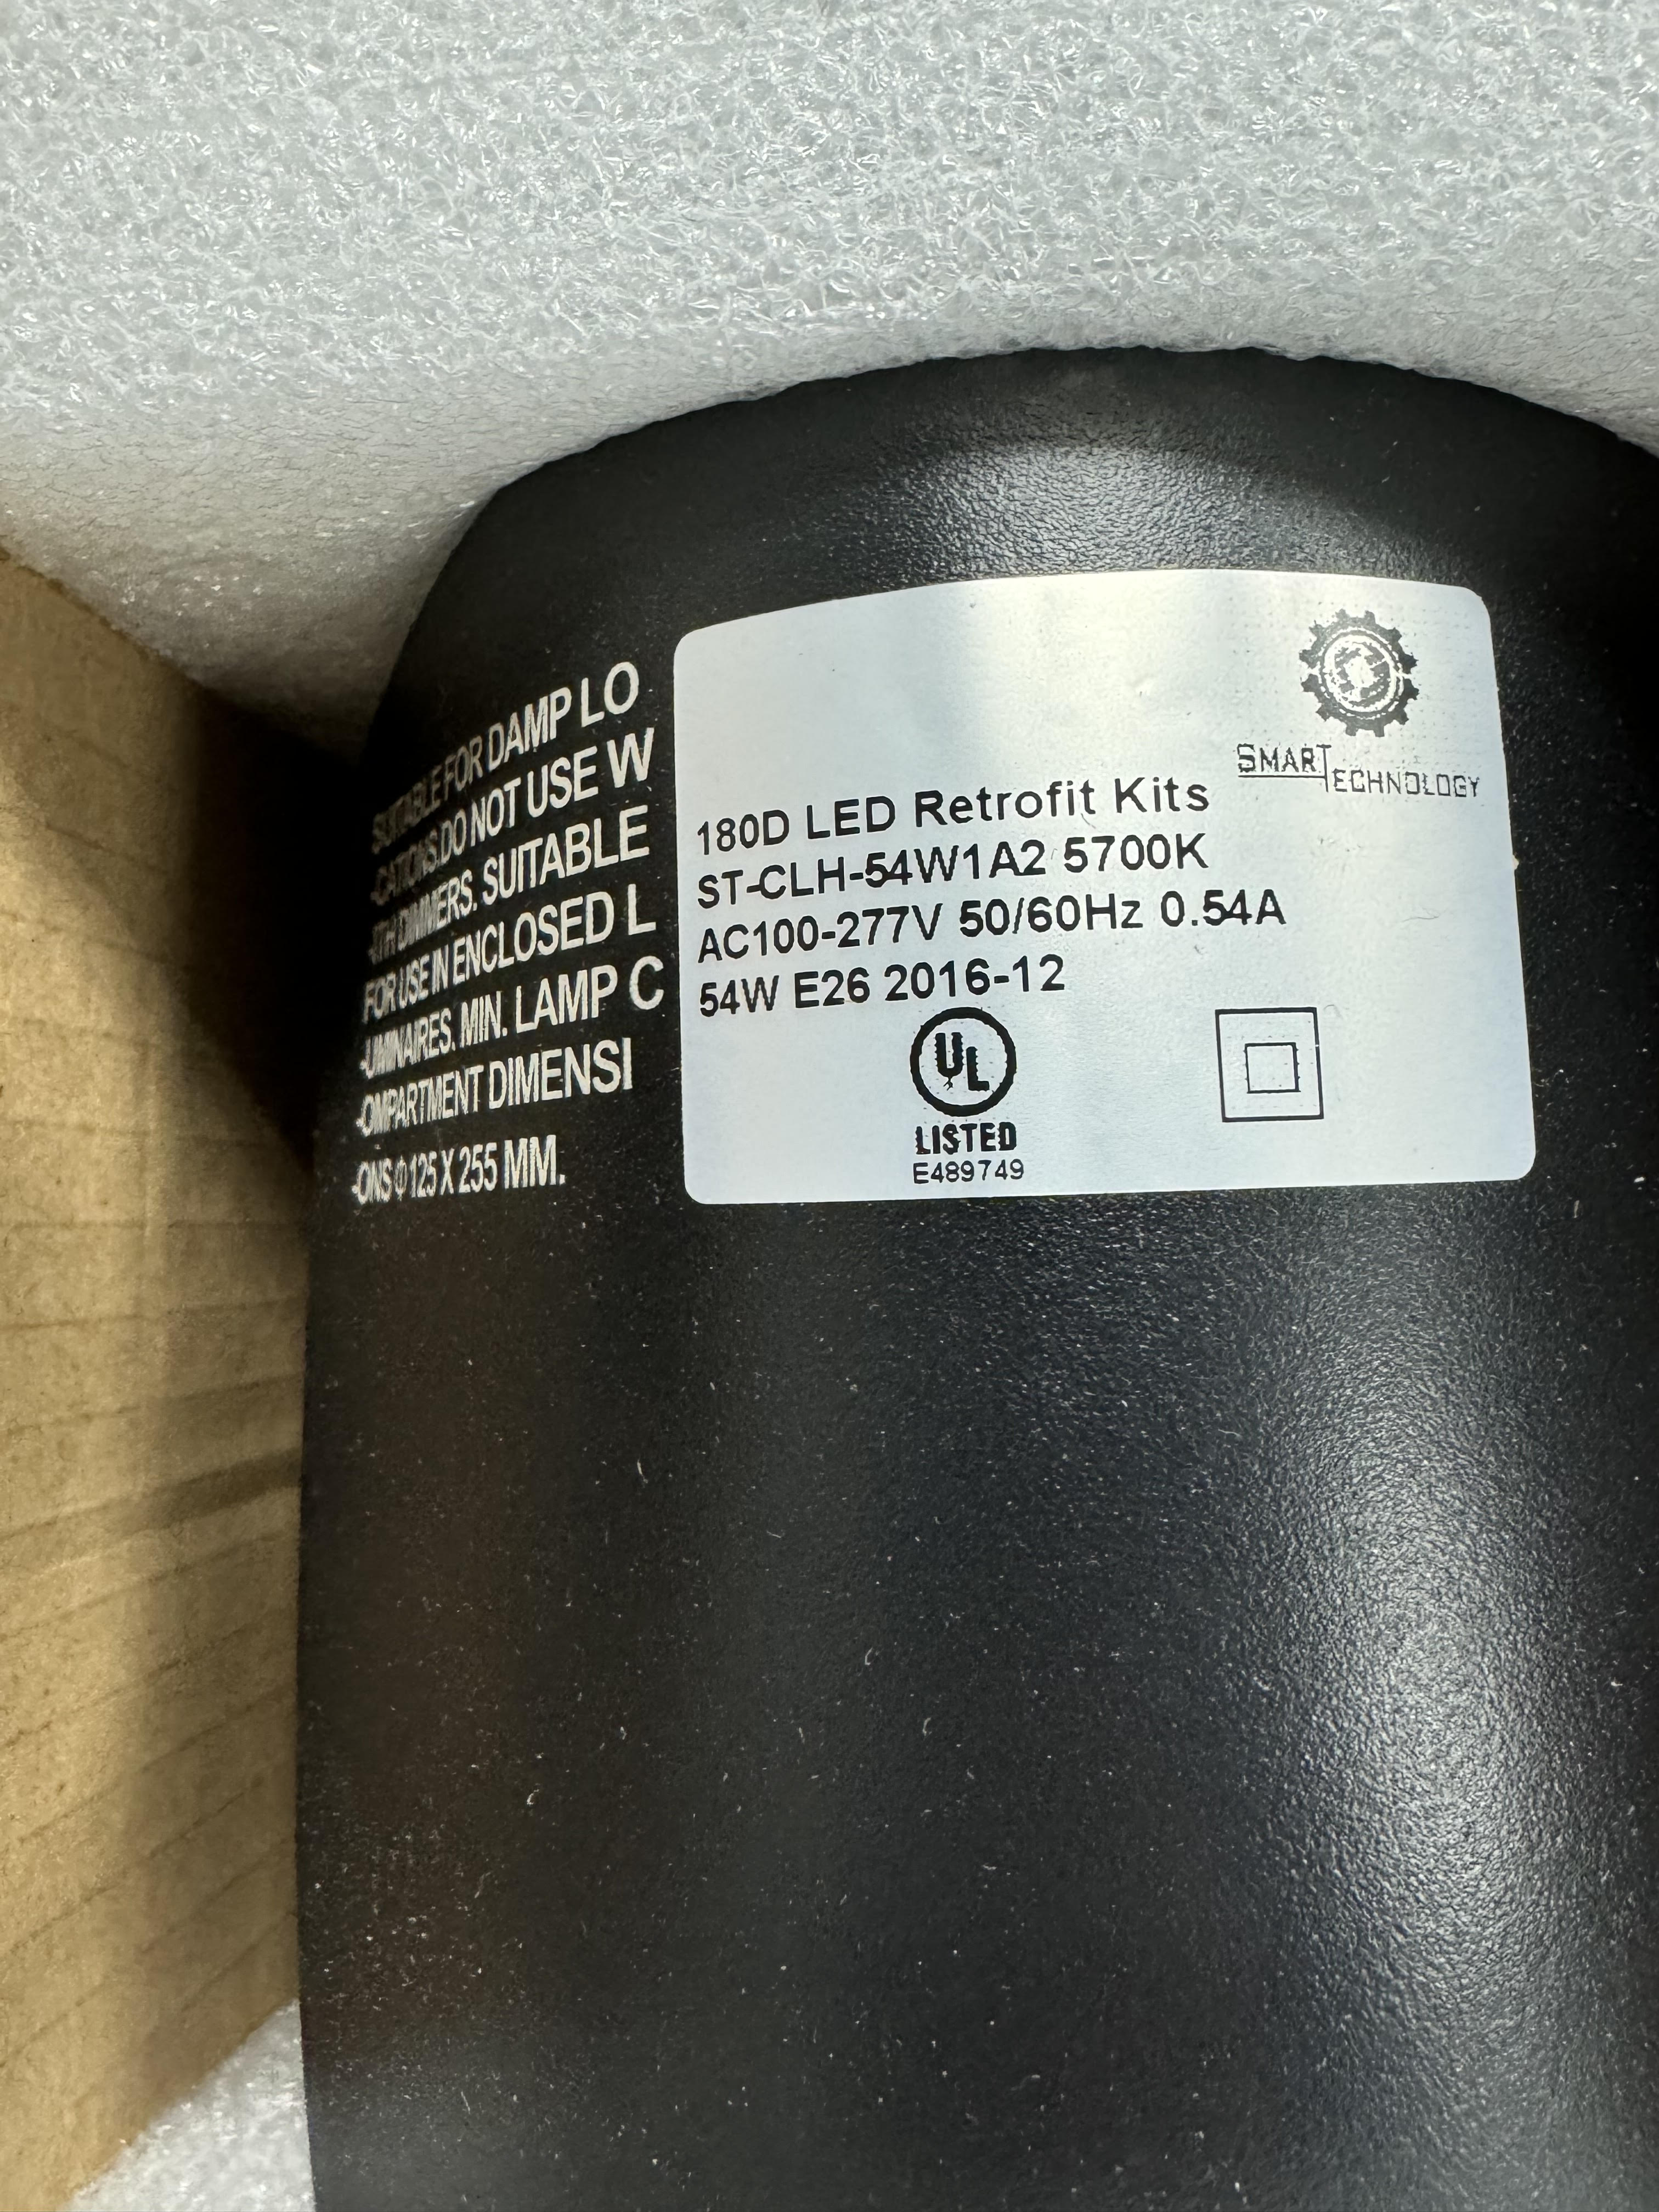 SUITABLE FOR DAMP LO
-CATIONS.DO NOT USE W
-ITH DIMMERS. SUITABLE
FOR USE IN ENCLOSED L
-UMINAIRES. MIN. LAMP C
-OMPARTMENT DIMENSI
-ONS Φ125 X 255 MM.
SMART TECHNOLOGY
180D LED Retrofit Kits
ST-CLH-54W1A2 5700K
AC100-277V 50/60Hz 0.54A
54W E26 2016-12
UL
LISTED
E489749